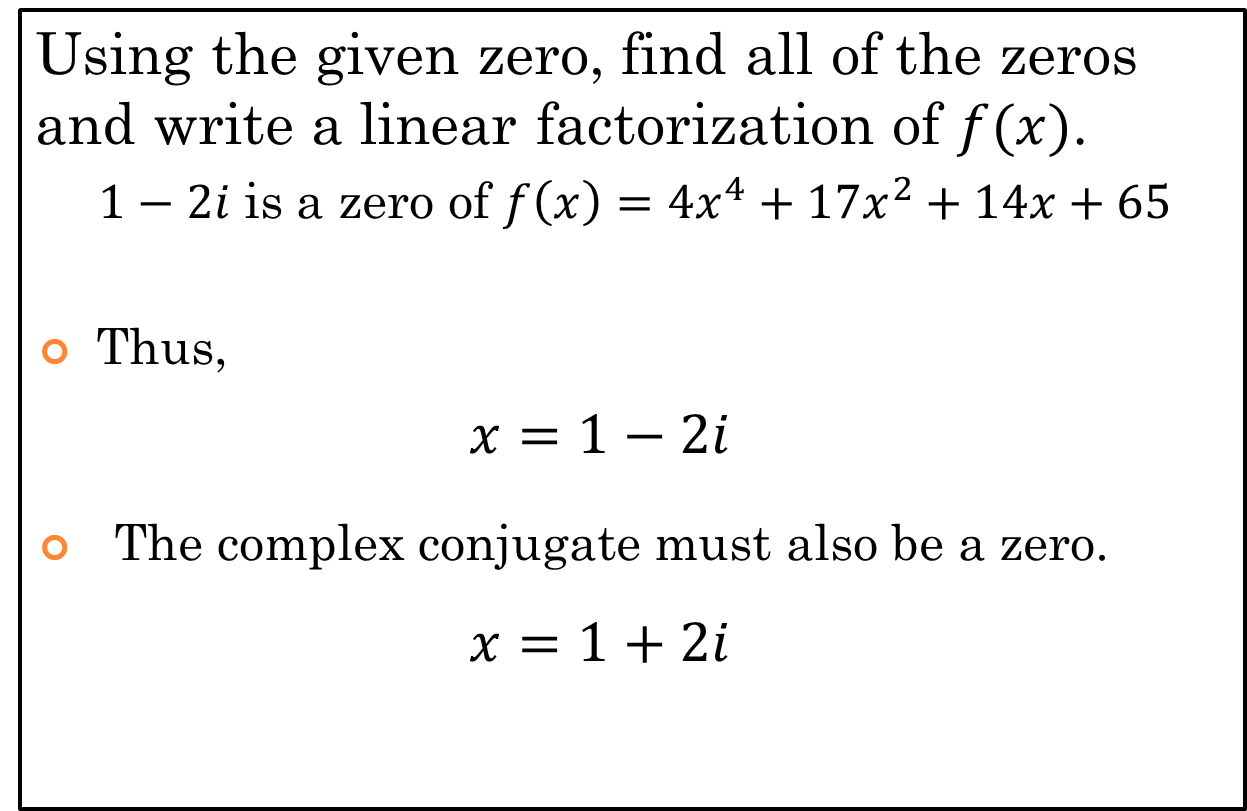 Using the given zero, find all of the zeros
and write a linear factorization of 𝑓(𝑥).
1 − 2𝑖 is a zero of 𝑓(𝑥) = 4𝑥⁴ + 17𝑥² + 14𝑥 + 65
Thus,
𝑥 = 1 − 2𝑖
The complex conjugate must also be a zero.
𝑥 = 1 + 2𝑖